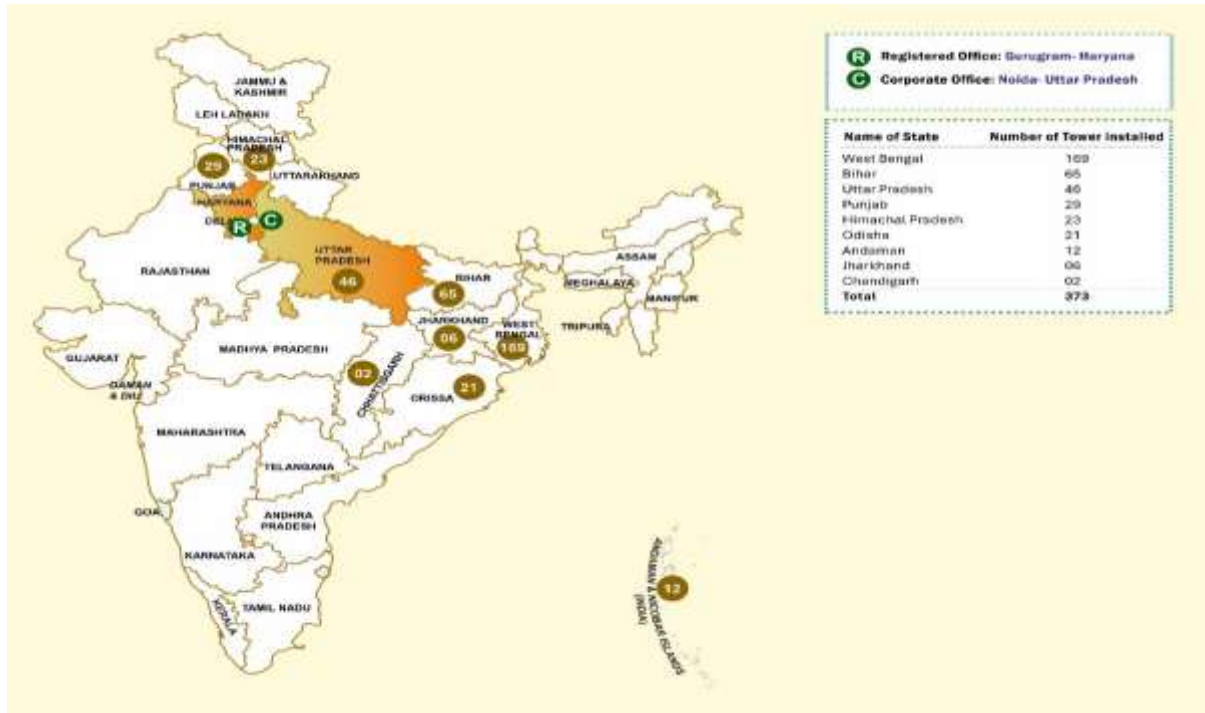 JAMMU &
KASHMIR
LEH LADAKH
HIMACHAL
PRADESH
29
23
PUNJAB
UTTARAKHAND
HARYANA
R
C
UTTAR
PRADESH
RAJASTHAN
46
BIHAR
65
ASSAM
MEGHALAYA
MANIPUR
TRIPURA
JHARKHAND
06
WEST
BENGAL
169
GUJARAT
MADHYA PRADESH
02
CHHATTISGARH
21
ORISSA
DAMAN
& DIU
MAHARASHTRA
TELANGANA
GOA
ANDHRA
PRADESH
KARNATAKA
KERALA
TAMIL NADU
ANDAMAN & NICOBAR ISLANDS
(INDIA)
12
R Registered Office: Gurugram- Haryana
C Corporate Office: Noida- Uttar Pradesh
Name of State Number of Tower Installed
West Bengal 169
Bihar 65
Uttar Pradesh 46
Punjab 29
Himachal Pradesh 23
Odisha 21
Andaman 12
Jharkhand 06
Chandigarh 02
Total 373